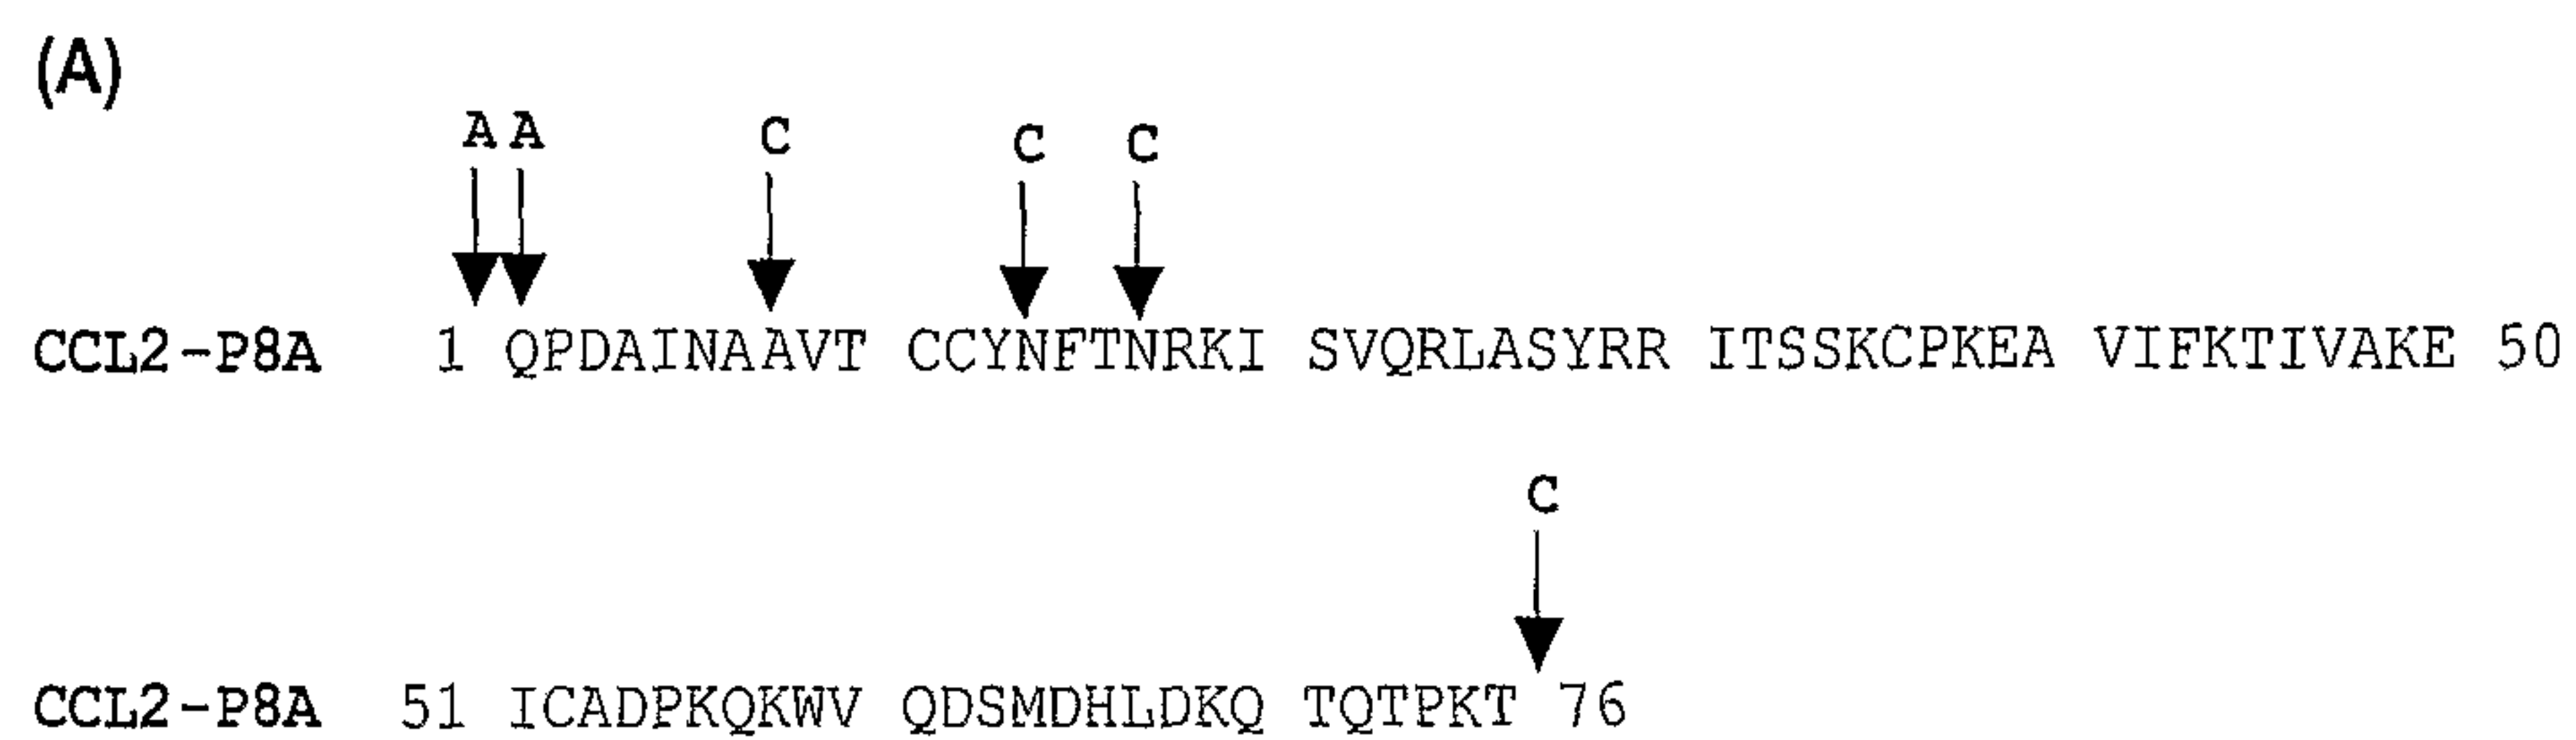 (A)
A A C C C
CCL2-P8A 1 QPDAINAAVT CCYNFTNRKI SVQRLASYRR ITSSKCPKEA VIFKTIVAKE 50
C
CCL2-P8A 51 ICADPKQKWV QDSMDHLDKQ TQTPKT 76